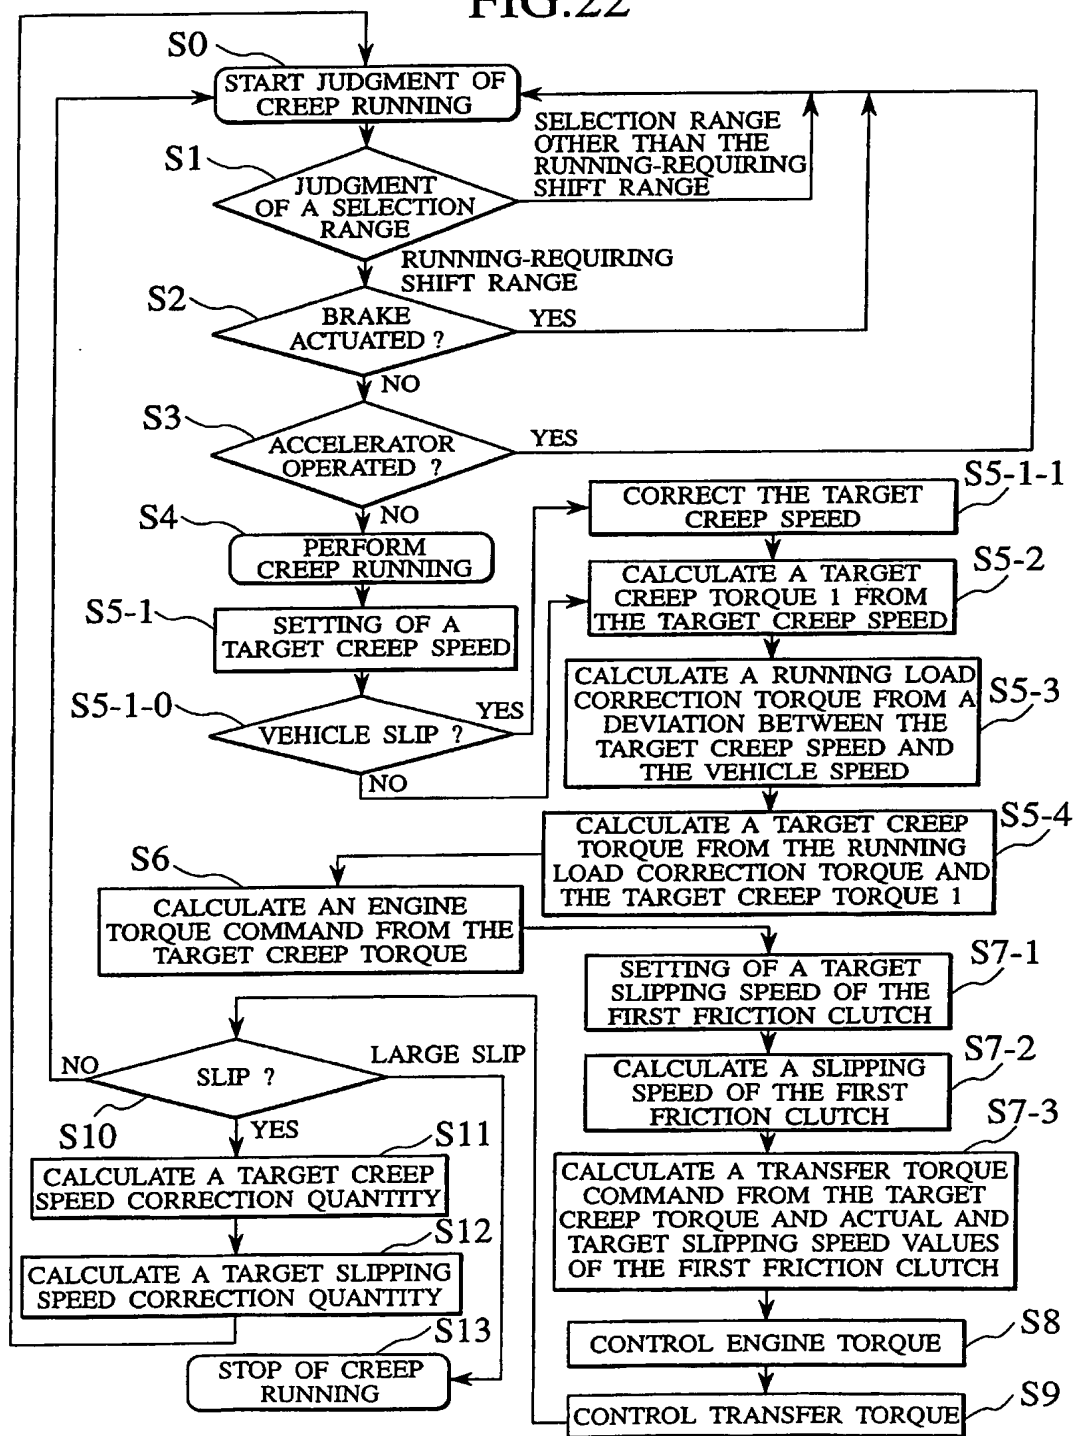 FIG.22
S0
START JUDGMENT OF
CREEP RUNNING
S1
JUDGMENT
OF A SELECTION
RANGE
SELECTION RANGE
OTHER THAN THE
RUNNING-REQUIRING
SHIFT RANGE
RUNNING-REQUIRING
SHIFT RANGE
S2
BRAKE
ACTUATED ?
YES
NO
S3
ACCELERATOR
OPERATED ?
YES
NO
S4
PERFORM
CREEP RUNNING
S5-1
SETTING OF A
TARGET CREEP SPEED
S5-1-0
VEHICLE SLIP ?
YES
NO
S5-1-1
CORRECT THE TARGET
CREEP SPEED
S5-2
CALCULATE A TARGET
CREEP TORQUE 1 FROM
THE TARGET CREEP SPEED
S5-3
CALCULATE A RUNNING LOAD
CORRECTION TORQUE FROM A
DEVIATION BETWEEN THE
TARGET CREEP SPEED AND
THE VEHICLE SPEED
S5-4
CALCULATE A TARGET CREEP
TORQUE FROM THE RUNNING
LOAD CORRECTION TORQUE AND
THE TARGET CREEP TORQUE 1
S6
CALCULATE AN ENGINE
TORQUE COMMAND FROM THE
TARGET CREEP TORQUE
S7-1
SETTING OF A TARGET
SLIPPING SPEED OF THE
FIRST FRICTION CLUTCH
S7-2
CALCULATE A SLIPPING
SPEED OF THE FIRST
FRICTION CLUTCH
S7-3
CALCULATE A TRANSFER TORQUE
COMMAND FROM THE TARGET
CREEP TORQUE AND ACTUAL AND
TARGET SLIPPING SPEED VALUES
OF THE FIRST FRICTION CLUTCH
S8
CONTROL ENGINE TORQUE
S9
CONTROL TRANSFER TORQUE
S10
SLIP ?
NO
LARGE SLIP
YES
S11
CALCULATE A TARGET CREEP
SPEED CORRECTION QUANTITY
S12
CALCULATE A TARGET SLIPPING
SPEED CORRECTION QUANTITY
S13
STOP OF CREEP
RUNNING